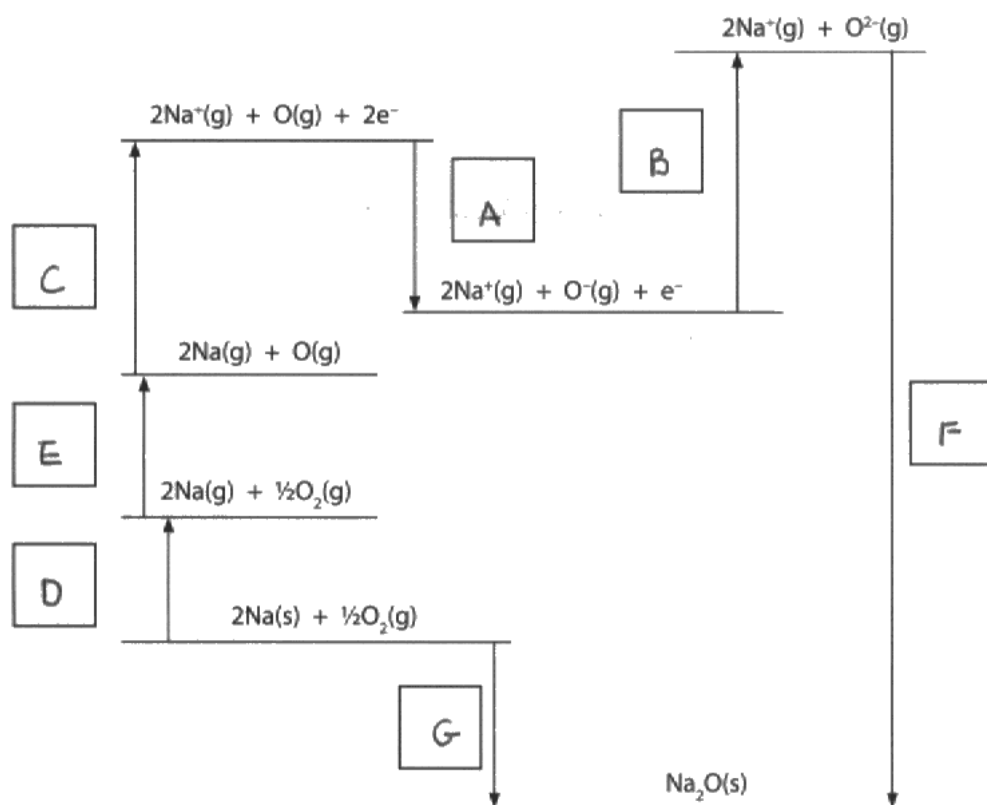 2Na⁺(g) + O²⁻(g)
2Na⁺(g) + O(g) + 2e⁻
B
A
C
2Na⁺(g) + O⁻(g) + e⁻
2Na(g) + O(g)
E
F
2Na(g) + ½O₂(g)
D
2Na(s) + ½O₂(g)
G
Na₂O(s)